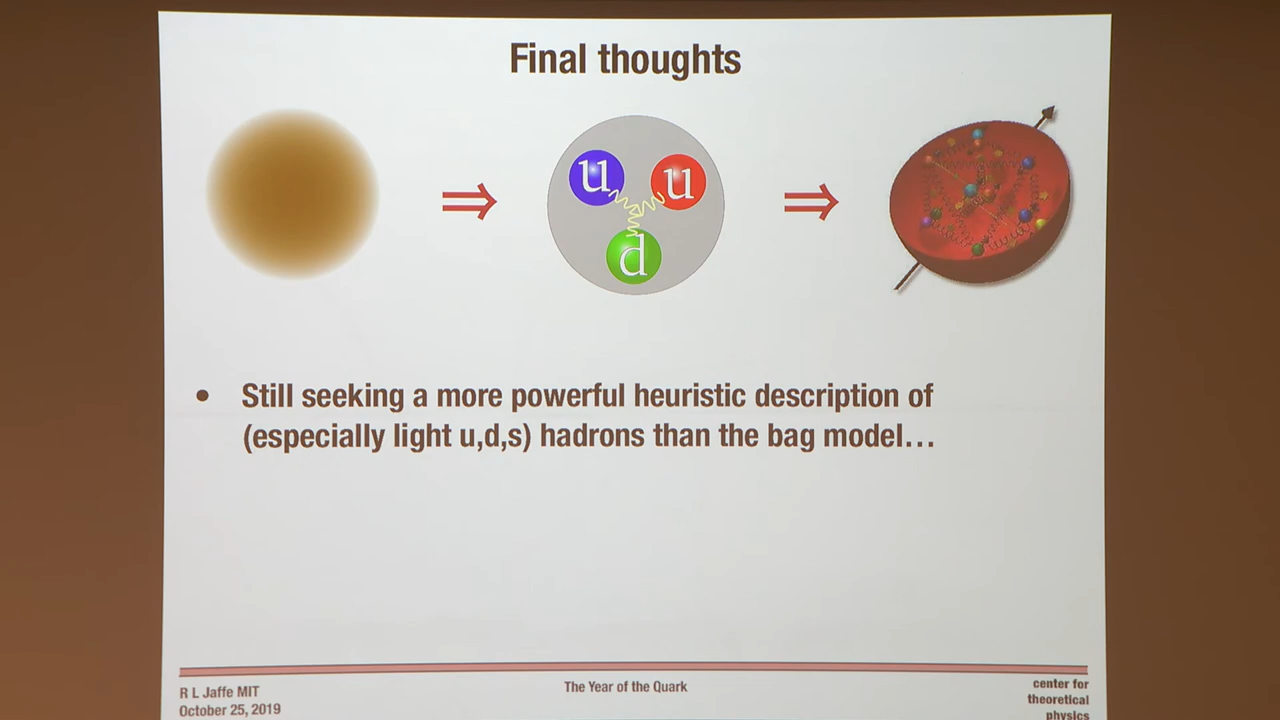 Final thoughts
u u
d
• Still seeking a more powerful heuristic description of
(especially light u,d,s) hadrons than the bag model…
R L Jaffe MIT
October 25, 2019
The Year of the Quark
center for
theoretical
physics